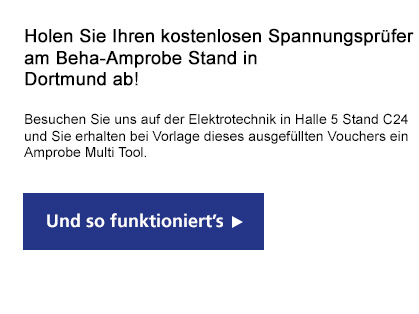 Holen Sie Ihren kostenlosen Spannungsprüfer
am Beha-Amprobe Stand in
Dortmund ab!
Besuchen Sie uns auf der Elektrotechnik in Halle 5 Stand C24
und Sie erhalten bei Vorlage dieses ausgefüllten Vouchers ein
Amprobe Multi Tool.
Und so funktioniert's ▶